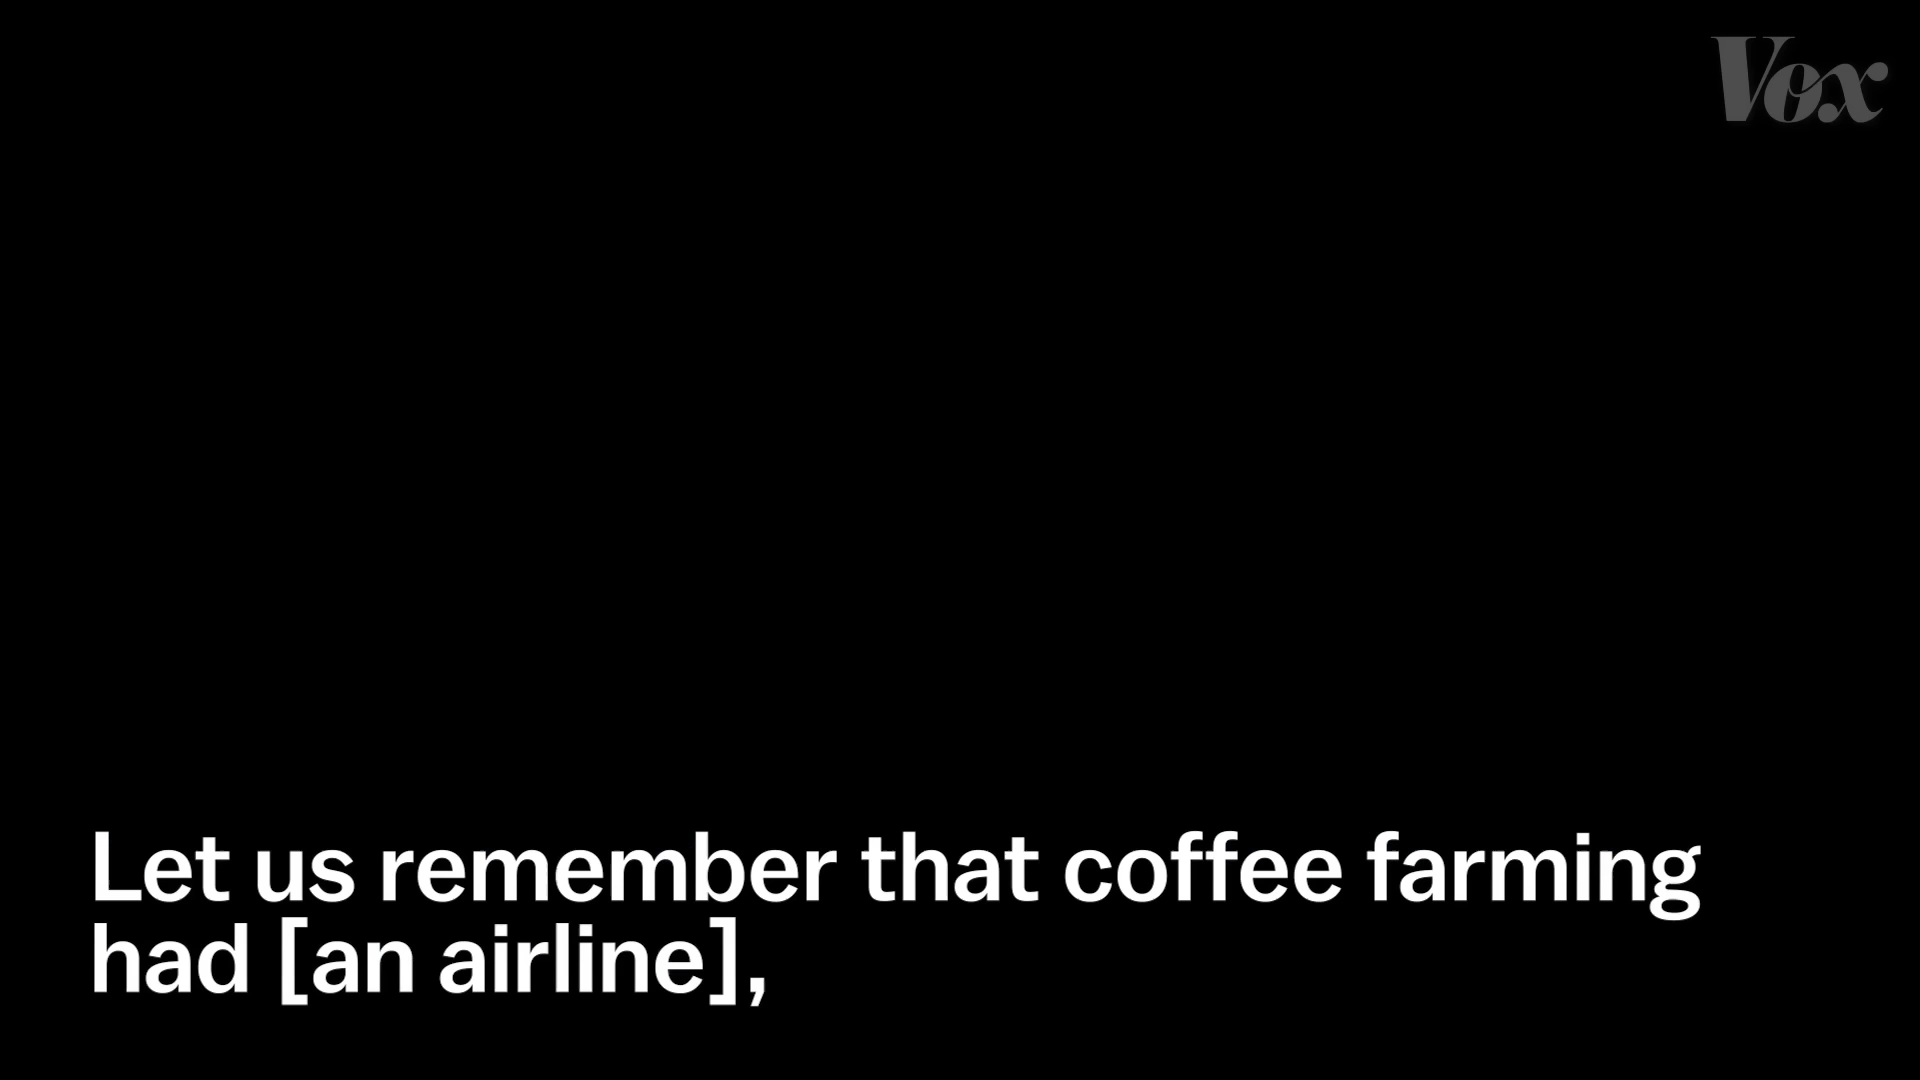 Vox
Let us remember that coffee farming
had [an airline],